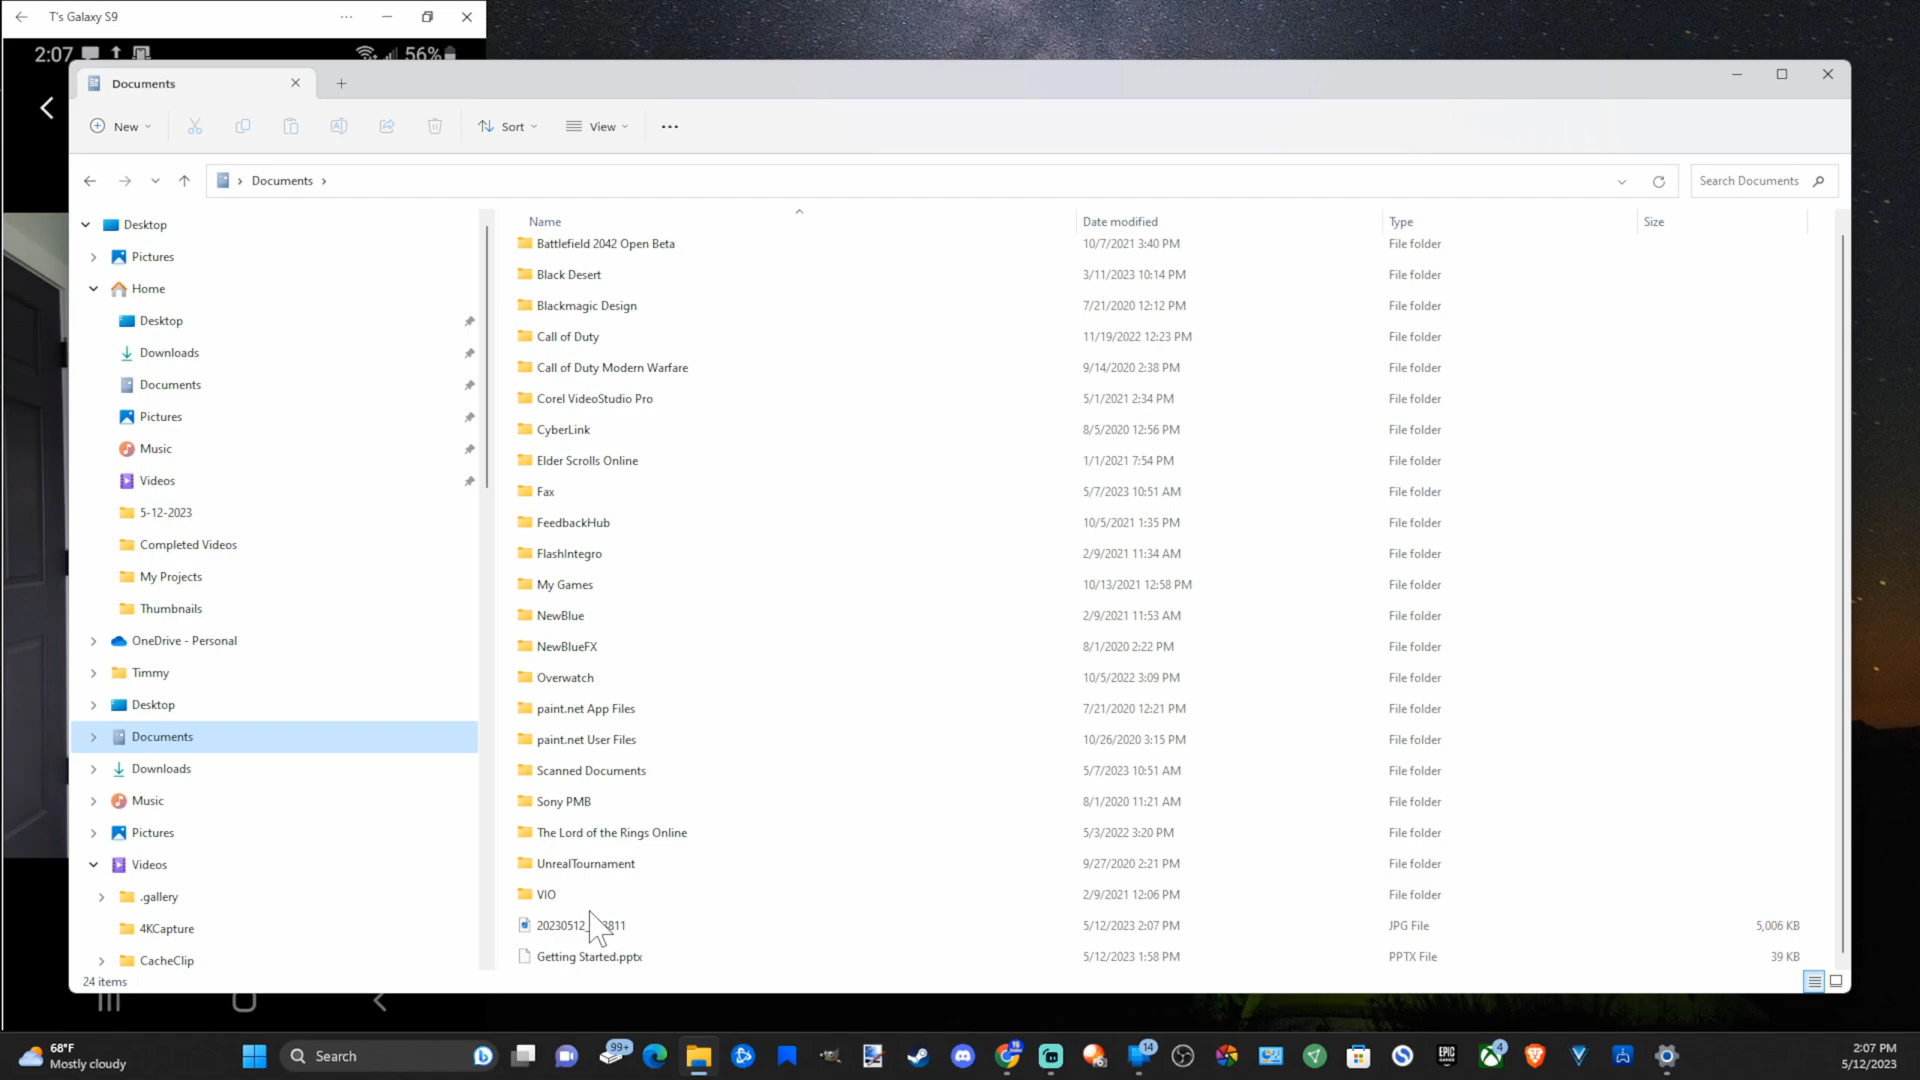 T's Galaxy S9
2:07 56%
Documents
New Sort View
Documents Search Documents
Desktop
Pictures
Home
Desktop
Downloads
Documents
Pictures
Music
Videos
5-12-2023
Completed Videos
My Projects
Thumbnails
OneDrive - Personal
Timmy
Desktop
Documents
Downloads
Music
Pictures
Videos
.gallery
4KCapture
CacheClip
Name Date modified Type Size
Battlefield 2042 Open Beta 10/7/2021 3:40 PM File folder
Black Desert 3/11/2023 10:14 PM File folder
Blackmagic Design 7/21/2020 12:12 PM File folder
Call of Duty 11/19/2022 12:23 PM File folder
Call of Duty Modern Warfare 9/14/2020 2:38 PM File folder
Corel VideoStudio Pro 5/1/2021 2:34 PM File folder
CyberLink 8/5/2020 12:56 PM File folder
Elder Scrolls Online 1/1/2021 7:54 PM File folder
Fax 5/7/2023 10:51 AM File folder
FeedbackHub 10/5/2021 1:35 PM File folder
FlashIntegro 2/9/2021 11:34 AM File folder
My Games 10/13/2021 12:58 PM File folder
NewBlue 2/9/2021 11:53 AM File folder
NewBlueFX 8/1/2020 2:22 PM File folder
Overwatch 10/5/2022 3:09 PM File folder
paint.net App Files 7/21/2020 12:21 PM File folder
paint.net User Files 10/26/2020 3:15 PM File folder
Scanned Documents 5/7/2023 10:51 AM File folder
Sony PMB 8/1/2020 11:21 AM File folder
The Lord of the Rings Online 5/3/2022 3:20 PM File folder
UnrealTournament 9/27/2020 2:21 PM File folder
VIO 2/9/2021 12:06 PM File folder
5/12/2023 2:07 PM JPG File 5,006 KB
Getting Started.pptx 5/12/2023 1:58 PM PPTX File 39 KB
24 items
68°F
Mostly cloudy
Search
99+
14
EPIC
4
2:07 PM
5/12/2023